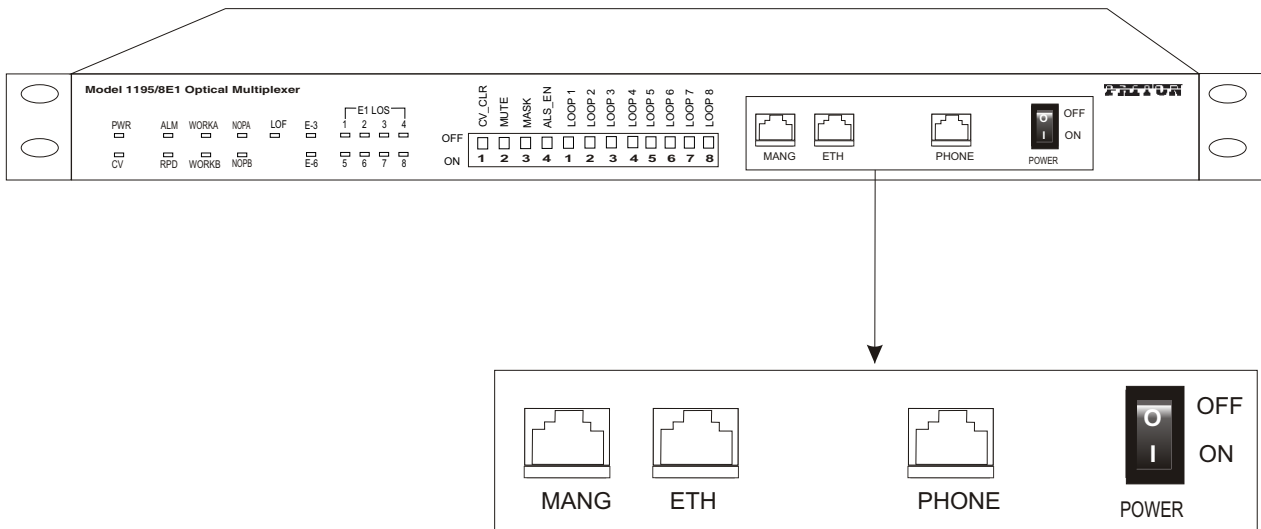 Model 1195/8E1 Optical Multiplexer
PATTON
E1 LOS
PWR ALM WORKA NOPA LOF E-3 1 2 3 4
CV RPD WORKB NOPB E-6 5 6 7 8
CV_CLR MUTE MASK ALS_EN LOOP 1 LOOP 2 LOOP 3 LOOP 4 LOOP 5 LOOP 6 LOOP 7 LOOP 8
OFF
ON 1 2 3 4 1 2 3 4 5 6 7 8
MANG ETH PHONE POWER
O OFF
I ON
O OFF
I ON
MANG ETH PHONE POWER